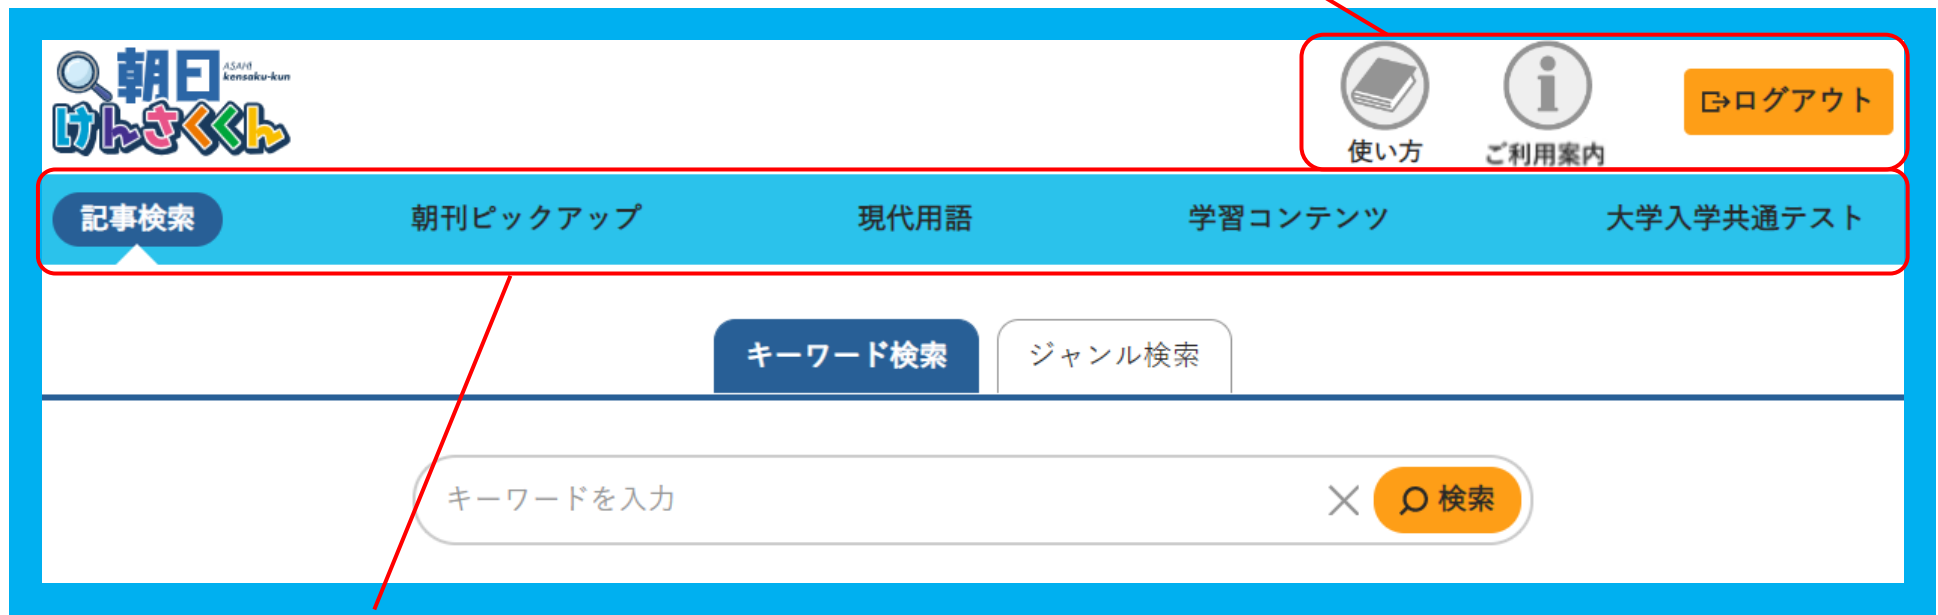 朝日
ASAHI
kensaku-kun
けんさくくん
使い方
ご利用案内
ログアウト
記事検索
朝刊ピックアップ
現代用語
学習コンテンツ
大学入学共通テスト
キーワード検索
ジャンル検索
キーワードを入力
検索